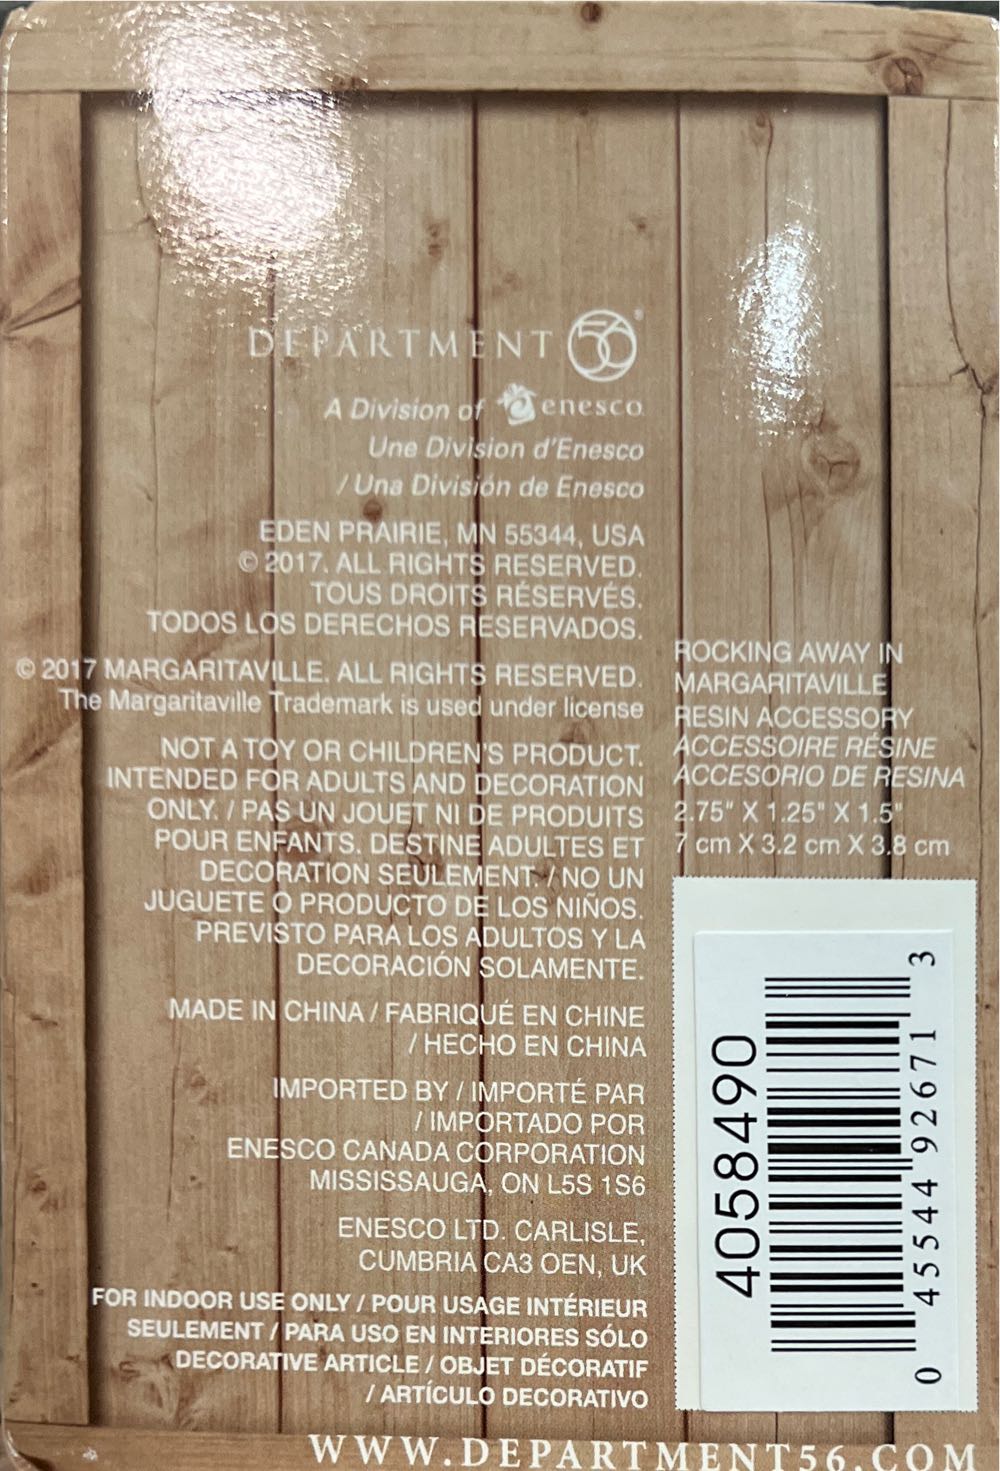 DEPARTMENT 56®
A Division of enesco.
Une Division d'Enesco
/ Una División de Enesco
EDEN PRAIRIE, MN 55344, USA
© 2017. ALL RIGHTS RESERVED.
TOUS DROITS RÉSERVÉS.
TODOS LOS DERECHOS RESERVADOS.
© 2017 MARGARITAVILLE. ALL RIGHTS RESERVED.
The Margaritaville Trademark is used under license
NOT A TOY OR CHILDREN'S PRODUCT.
INTENDED FOR ADULTS AND DECORATION
ONLY. / PAS UN JOUET NI DE PRODUITS
POUR ENFANTS. DESTINE ADULTES ET
DECORATION SEULEMENT. / NO UN
JUGUETE O PRODUCTO DE LOS NIÑOS.
PREVISTO PARA LOS ADULTOS Y LA
DECORACIÓN SOLAMENTE.
MADE IN CHINA / FABRIQUÉ EN CHINE
/ HECHO EN CHINA
IMPORTED BY / IMPORTÉ PAR
/ IMPORTADO POR
ENESCO CANADA CORPORATION
MISSISSAUGA, ON L5S 1S6
ENESCO LTD. CARLISLE,
CUMBRIA CA3 OEN, UK
FOR INDOOR USE ONLY / POUR USAGE INTÉRIEUR
SEULEMENT / PARA USO EN INTERIORES SÓLO
DECORATIVE ARTICLE / OBJET DÉCORATIF
/ ARTÍCULO DECORATIVO
ROCKING AWAY IN
MARGARITAVILLE
RESIN ACCESSORY
ACCESSOIRE RÉSINE
ACCESORIO DE RESINA
2.75" X 1.25" X 1.5"
7 cm X 3.2 cm X 3.8 cm
4058490
0 45544 92671 3
WWW.DEPARTMENT56.COM